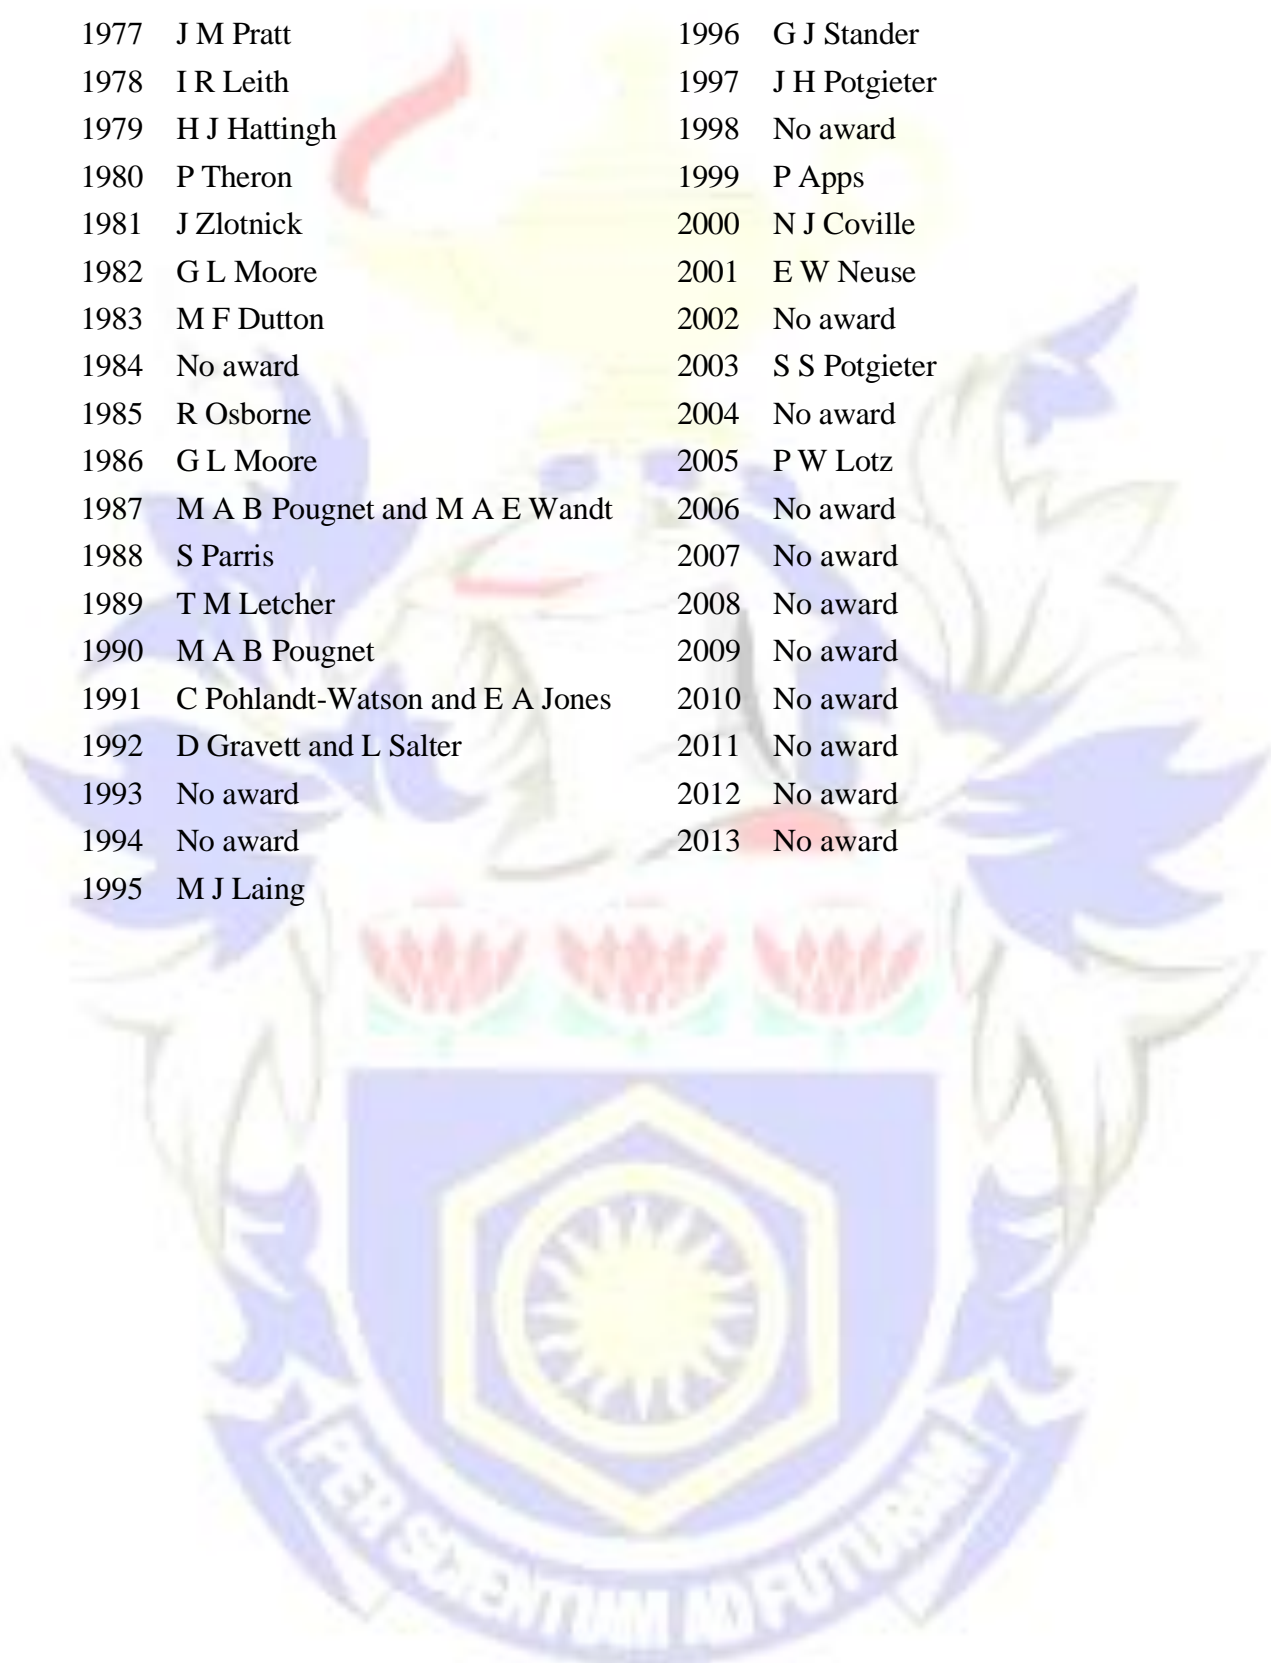 1977 J M Pratt
1978 I R Leith
1979 H J Hattingh
1980 P Theron
1981 J Zlotnick
1982 G L Moore
1983 M F Dutton
1984 No award
1985 R Osborne
1986 G L Moore
1987 M A B Pougnet and M A E Wandt
1988 S Parris
1989 T M Letcher
1990 M A B Pougnet
1991 C Pohlandt-Watson and E A Jones
1992 D Gravett and L Salter
1993 No award
1994 No award
1995 M J Laing
1996 G J Stander
1997 J H Potgieter
1998 No award
1999 P Apps
2000 N J Coville
2001 E W Neuse
2002 No award
2003 S S Potgieter
2004 No award
2005 P W Lotz
2006 No award
2007 No award
2008 No award
2009 No award
2010 No award
2011 No award
2012 No award
2013 No award
PER SCIENTIAM AD FUTURAM